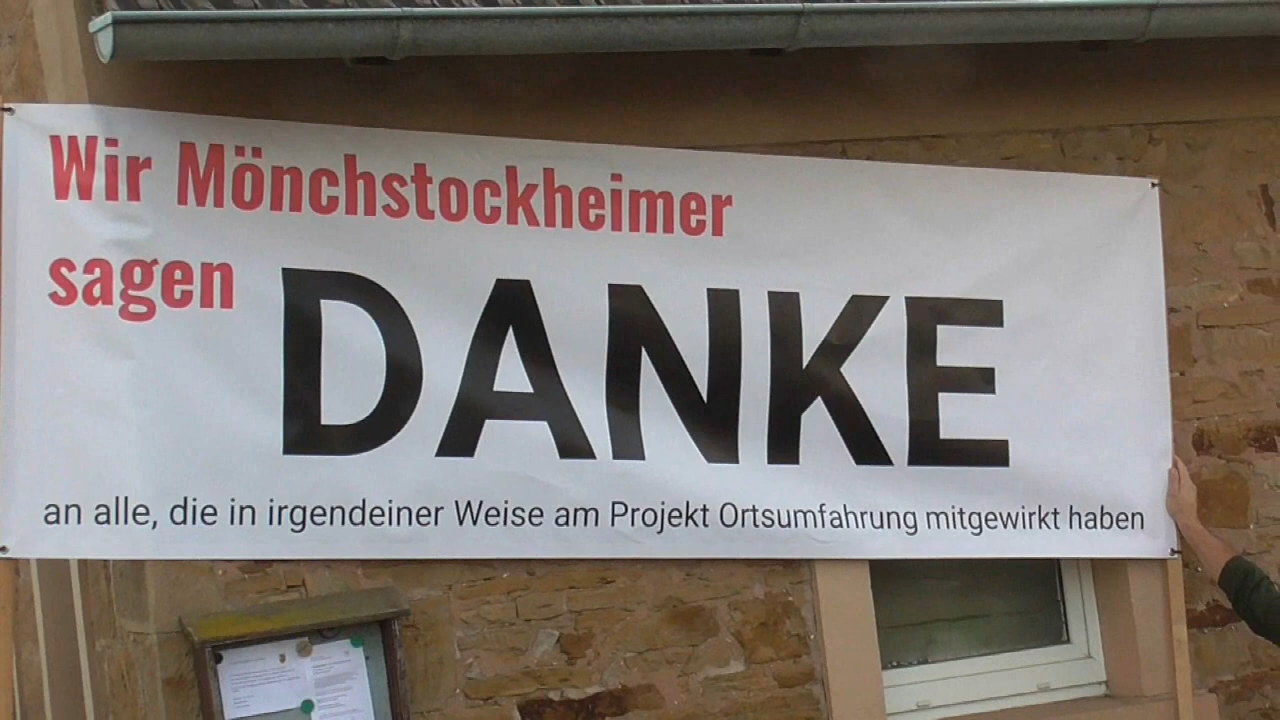 Wir Mönchstockheimer
sagen DANKE
an alle, die in irgendeiner Weise am Projekt Ortsumfahrung mitgewirkt haben